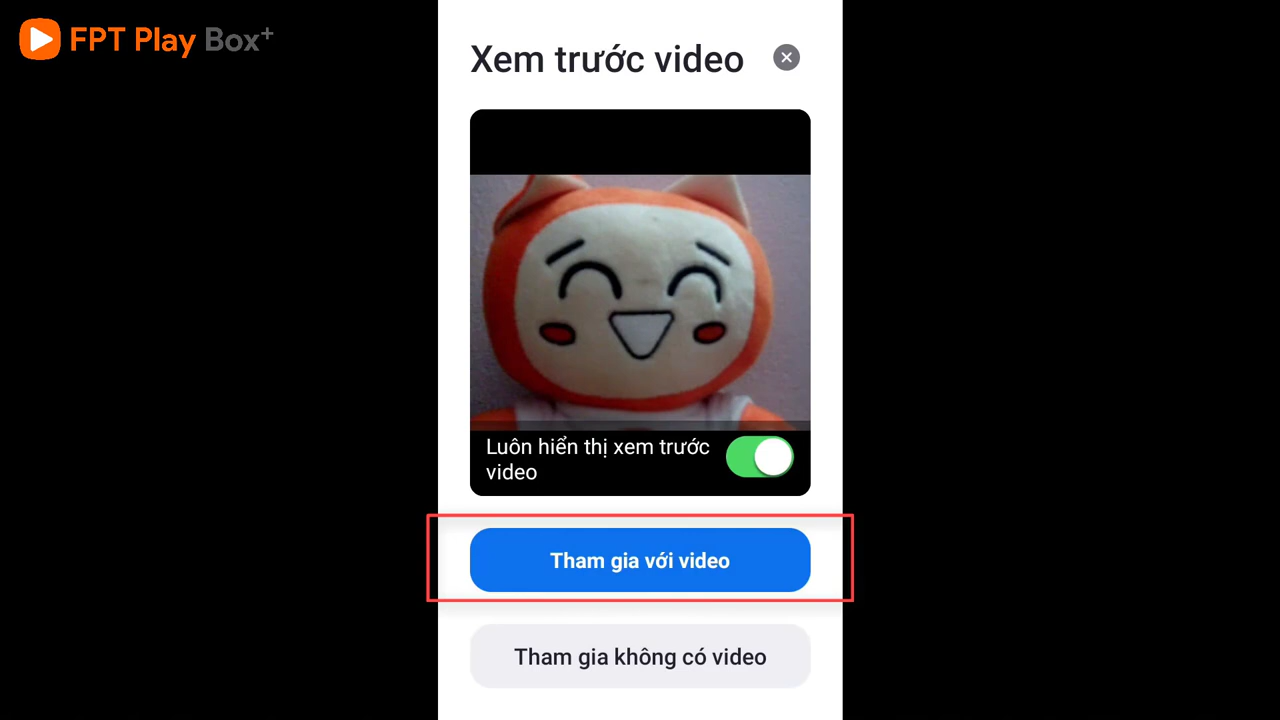 FPT Play Box+
Xem trước video
Luôn hiển thị xem trước
video
Tham gia với video
Tham gia không có video